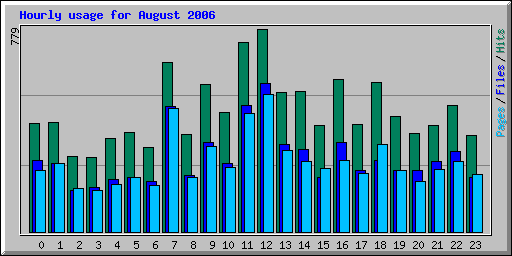 Hourly usage for August 2006
779
Pages/Files/Hits
0 1 2 3 4 5 6 7 8 9 10 11 12 13 14 15 16 17 18 19 20 21 22 23